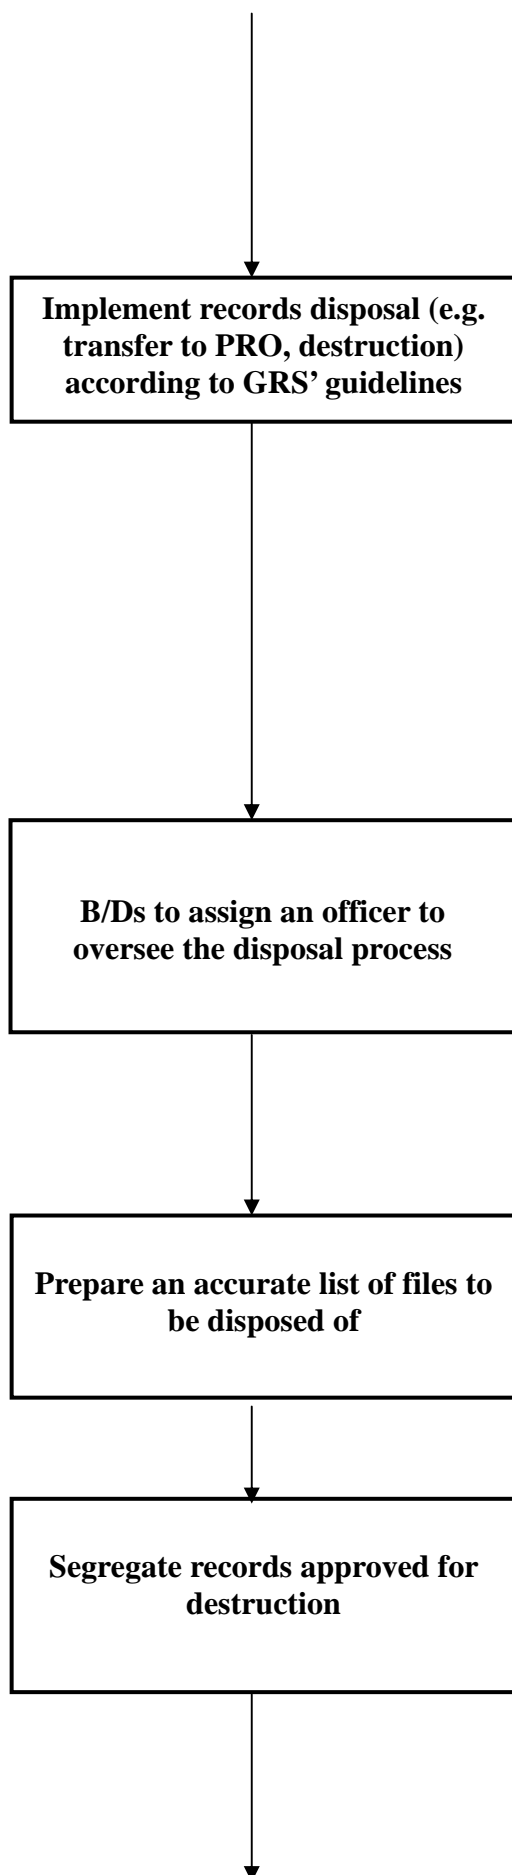 Implement records disposal (e.g.
transfer to PRO, destruction)
according to GRS’ guidelines
B/Ds to assign an officer to
oversee the disposal process
Prepare an accurate list of files to
be disposed of
Segregate records approved for
destruction